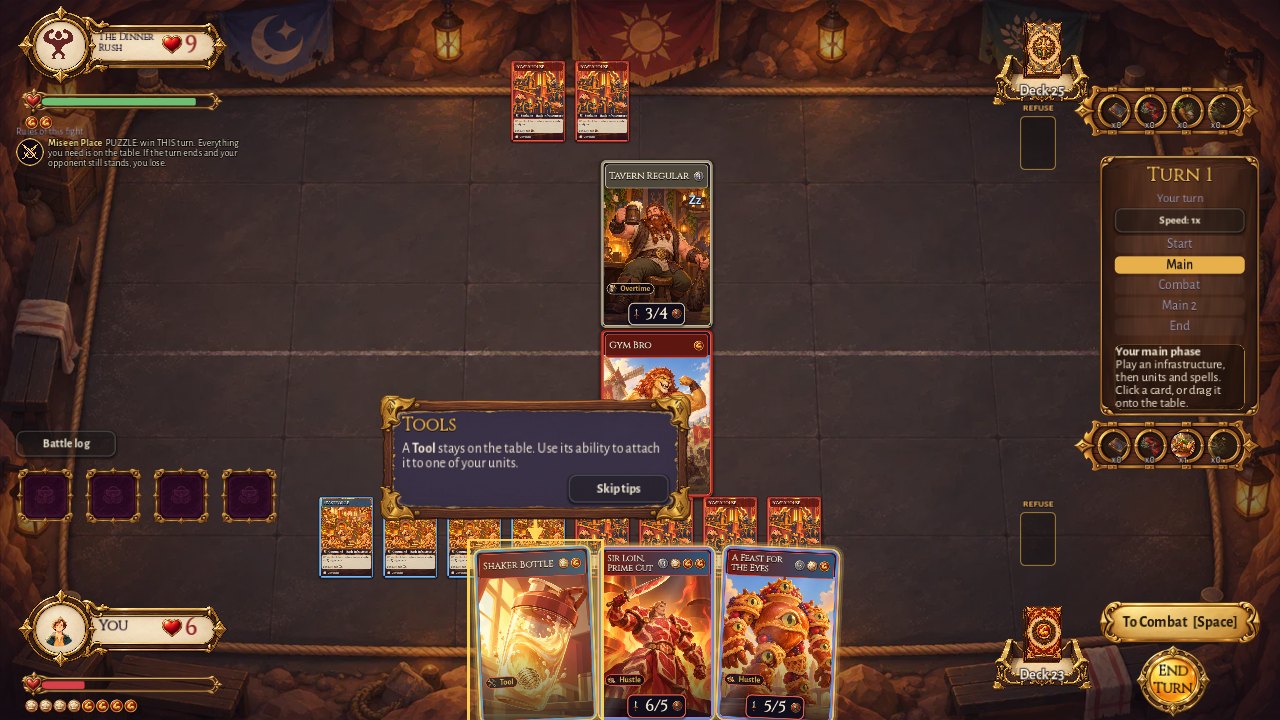 The Dinner
Rush
9
Rules of this fight
Mise en Place PUZZLE: win THIS turn. Everything
you need is on the table. If the turn ends and your
opponent still stands, you lose.
Deck 25
REFUSE
x0
x0
x0
x0
Tavern Regular
Zz
Overtime
3/4
Turn 1
Your turn
Speed: 1x
Start
Main
Combat
Main 2
End
Your main phase
Play an infrastructure,
then units and spells.
Click a card, or drag it
onto the table.
Gym Bro
Tools
A Tool stays on the table. Use its ability to attach
it to one of your units.
Skip tips
Battle log
x0
x0
x1
x0
REFUSE
Shaker Bottle
Tool
Sir Loin,
Prime Cut
Hustle
6/5
A Feast for
the Eyes
Hustle
5/5
You
6
Deck 23
To Combat [Space]
End
Turn